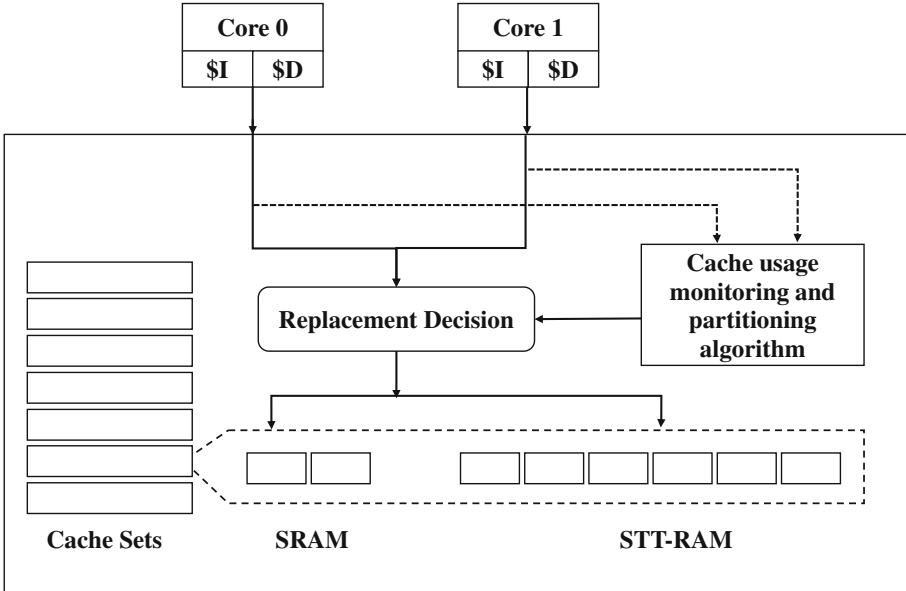 Core 0
$I
$D
Core 1
$I
$D
Cache usage
monitoring and
partitioning
algorithm
Replacement Decision
Cache Sets
SRAM
STT-RAM